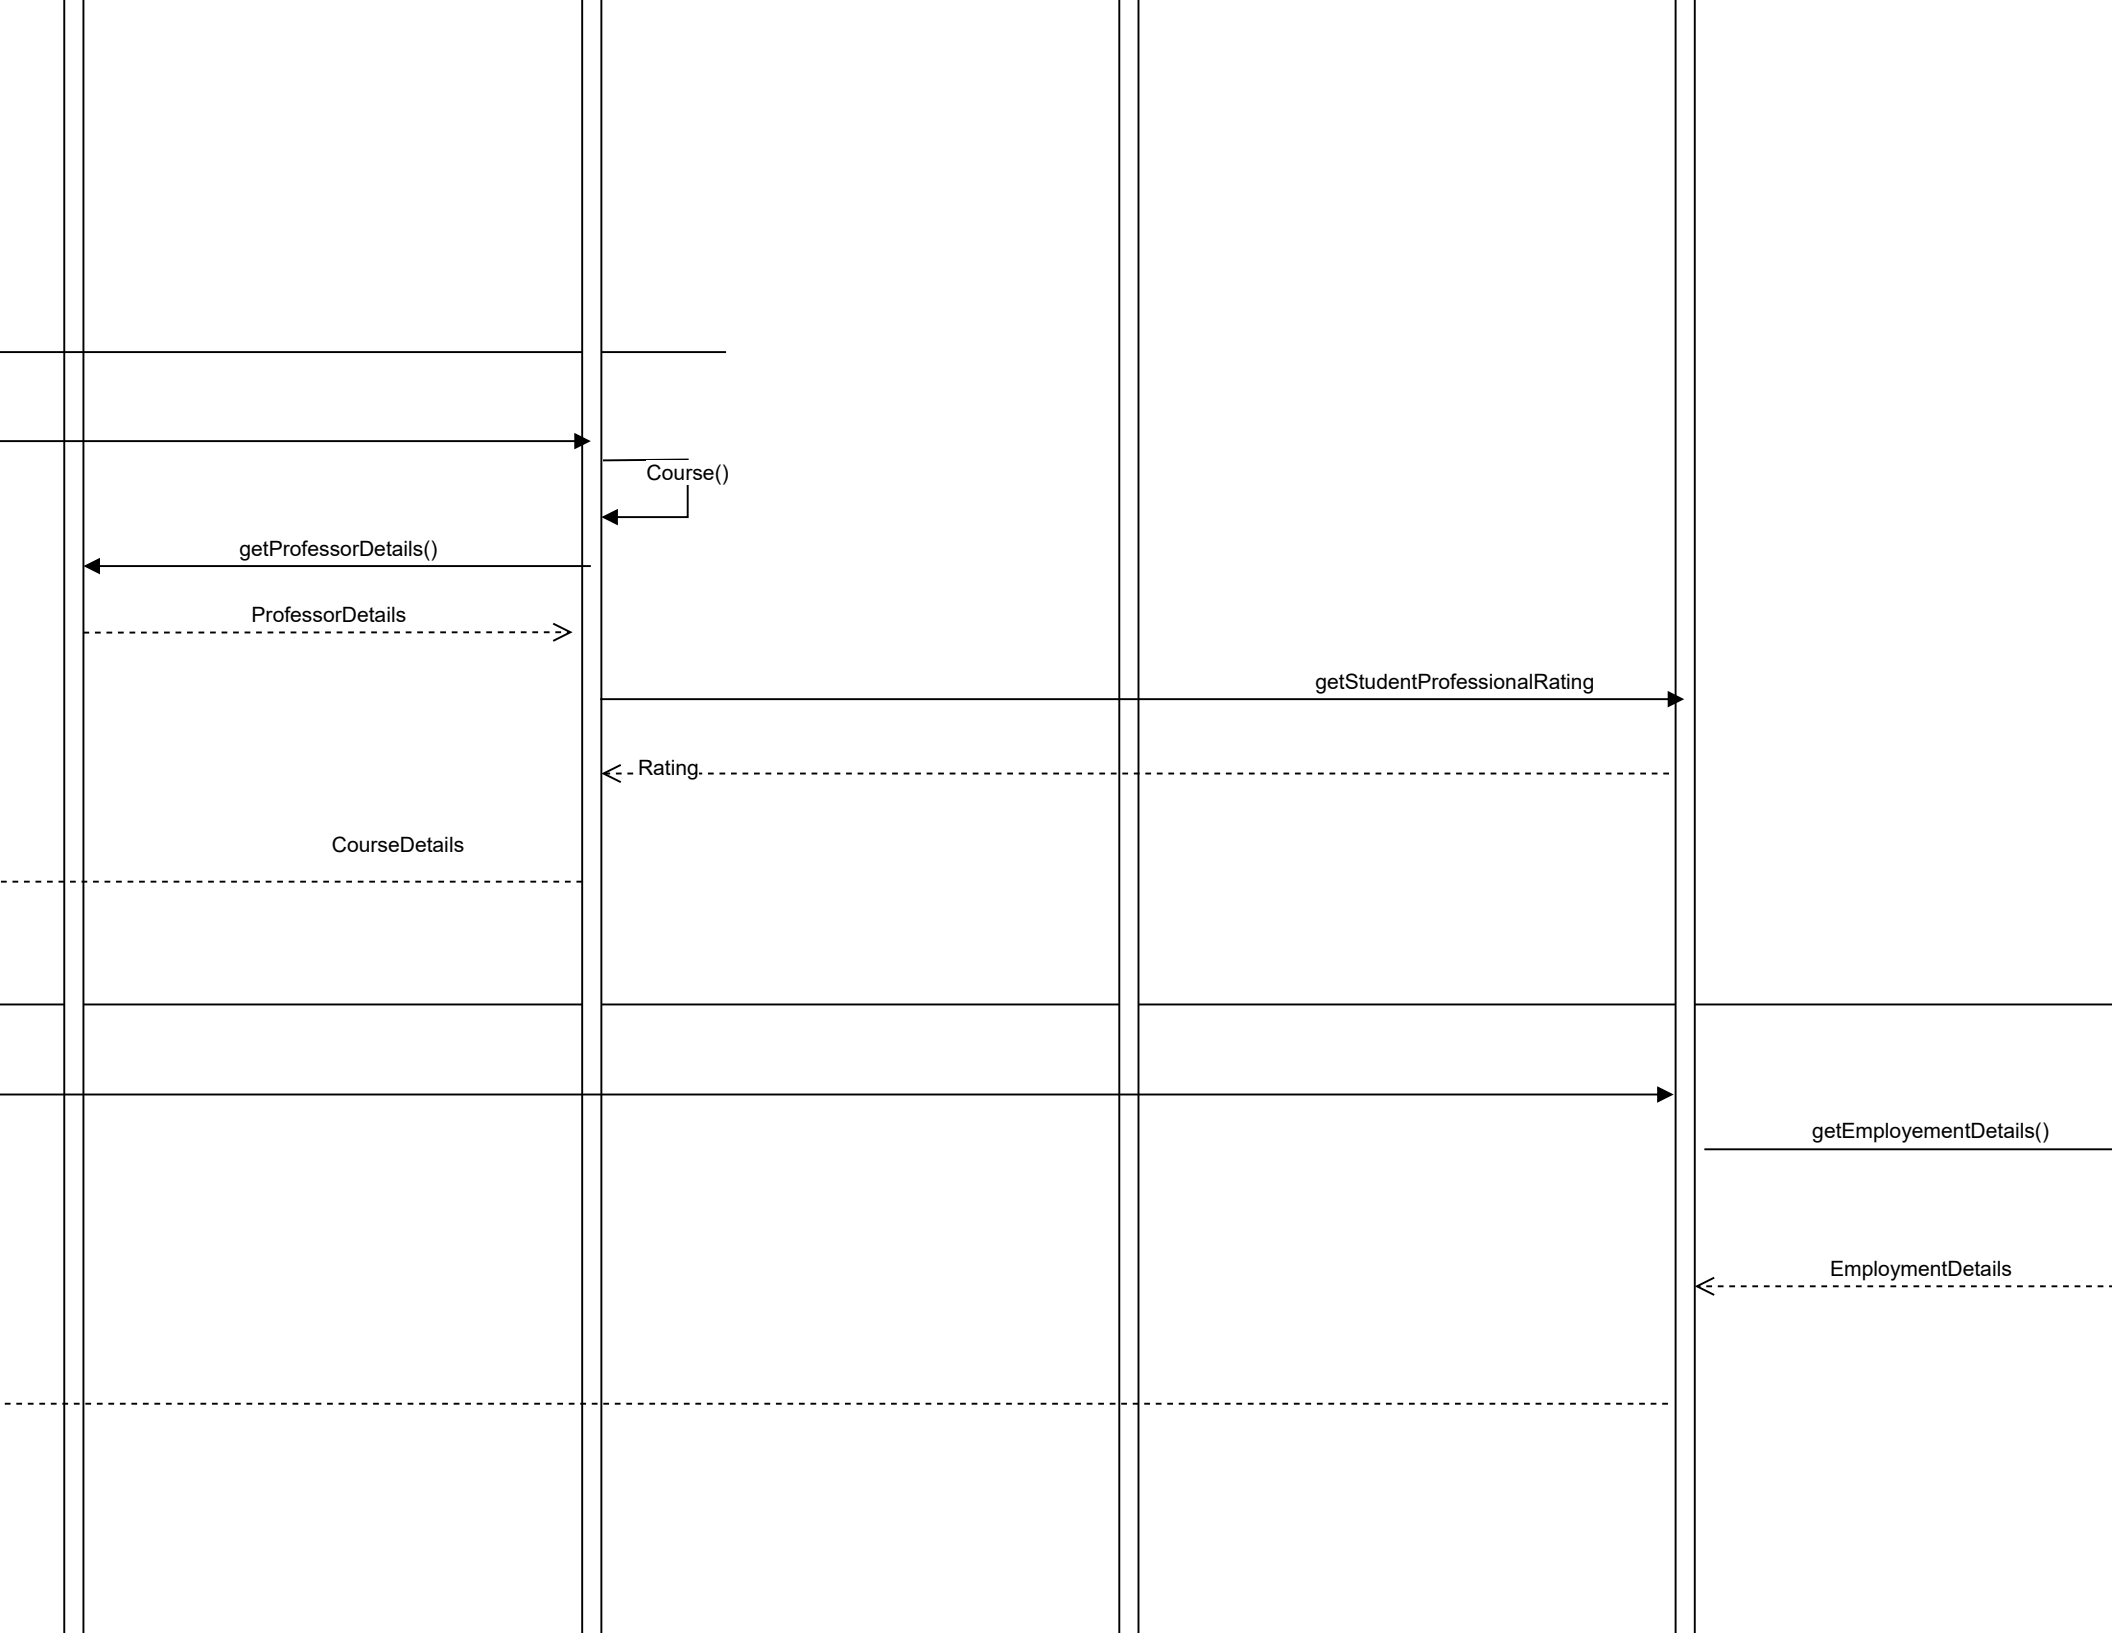 Course()
getProfessorDetails()
ProfessorDetails
getStudentProfessionalRating
Rating
CourseDetails
getEmployementDetails()
EmploymentDetails